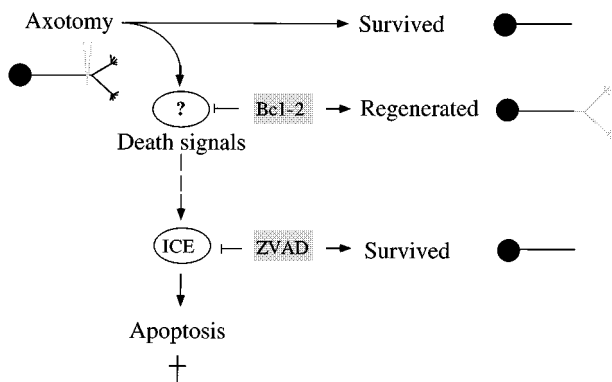 Axotomy Survived
? Bcl-2 Regenerated
Death signals
ICE ZVAD Survived
Apoptosis